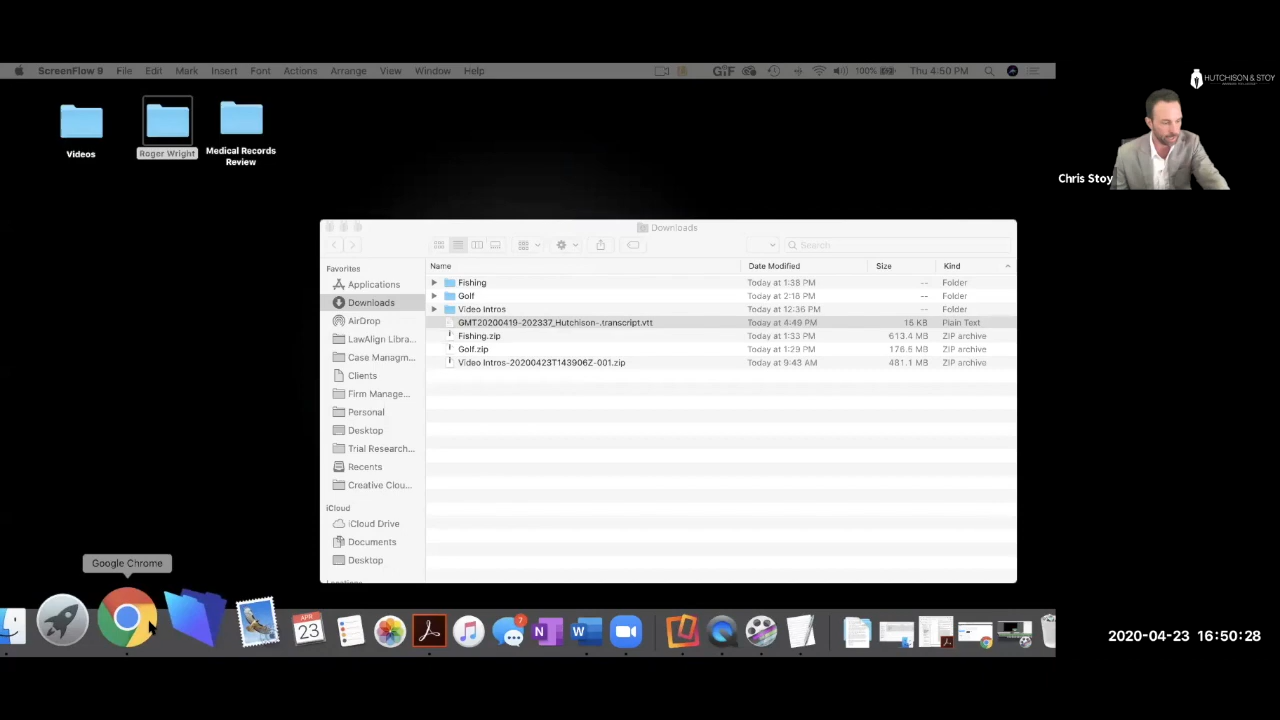 ScreenFlow 9 File Edit Mark Insert Font Actions Arrange View Window Help GIF 100% Thu 4:50 PM
HUTCHISON & STOY
Videos
Roger Wright
Medical Records
Review
Chris Stoy
Downloads
Search
Favorites
Name Date Modified Size Kind
Applications
Fishing Today at 1:38 PM -- Folder
Downloads
Golf Today at 2:16 PM -- Folder
AirDrop
Video Intros Today at 12:36 PM -- Folder
LawAlign Libra...
GMT20200419-202337_Hutchison-.transcript.vtt Today at 4:49 PM 15 KB Plain Text
Case Managm...
Fishing.zip Today at 1:33 PM 613.4 MB ZIP archive
Clients
Golf.zip Today at 1:29 PM 176.5 MB ZIP archive
Firm Manage...
Video Intros-20200423T143906Z-001.zip Today at 9:43 AM 481.1 MB ZIP archive
Personal
Desktop
Trial Research...
Recents
Creative Clou...
iCloud
iCloud Drive
Documents
Desktop
Google Chrome
APR
23
7
N
W
2020-04-23 16:50:28